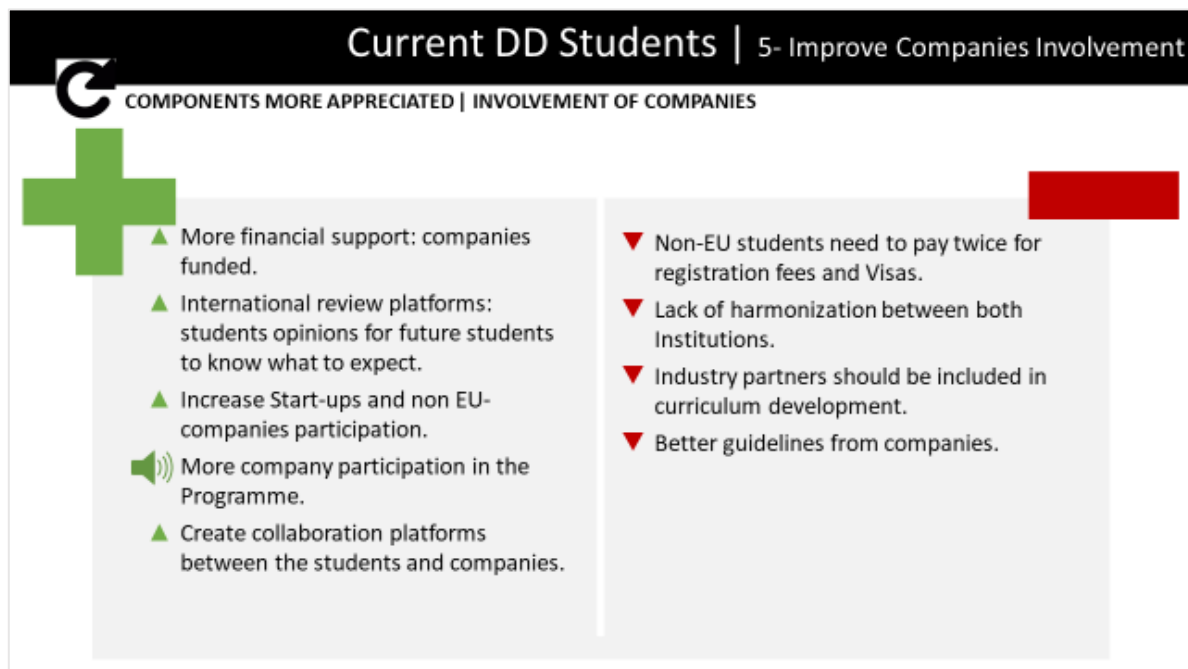 Current DD Students | 5- Improve Companies Involvement
COMPONENTS MORE APPRECIATED | INVOLVEMENT OF COMPANIES
More financial support: companies
funded.
International review platforms:
students opinions for future students
to know what to expect.
Increase Start-ups and non EU-
companies participation.
More company participation in the
Programme.
Create collaboration platforms
between the students and companies.
Non-EU students need to pay twice for
registration fees and Visas.
Lack of harmonization between both
Institutions.
Industry partners should be included in
curriculum development.
Better guidelines from companies.